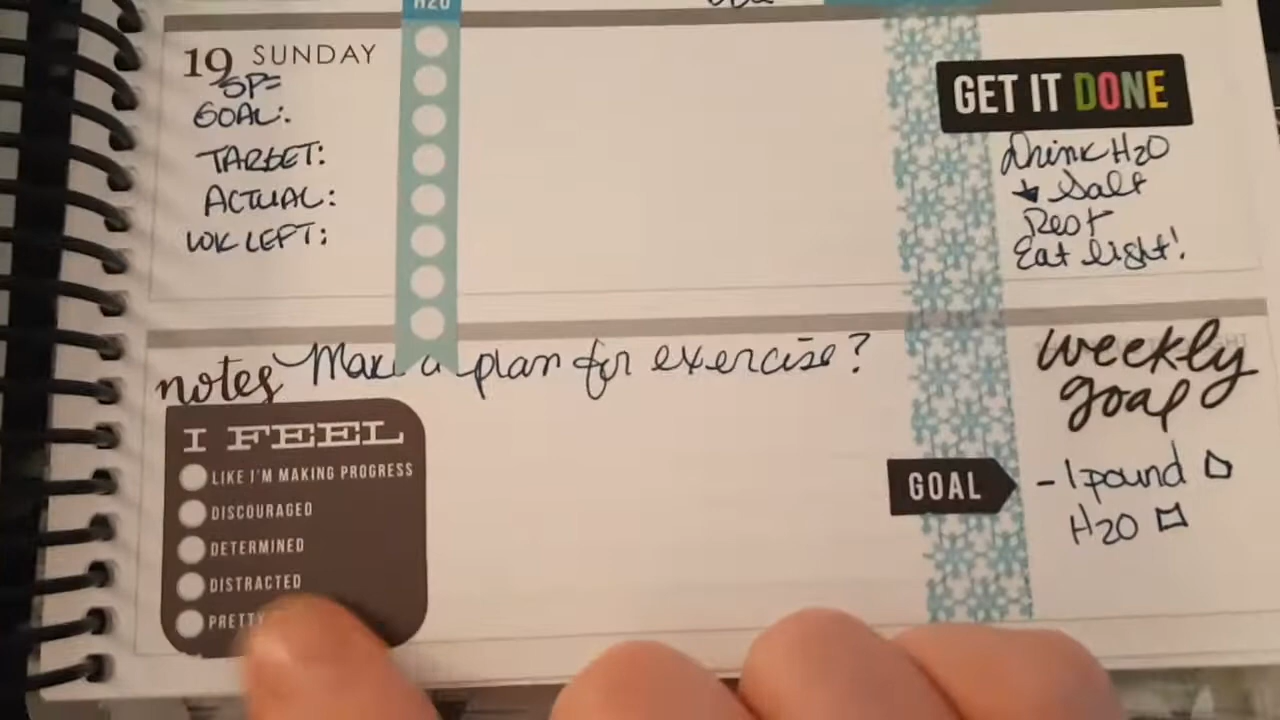 H2O
19 SUNDAY
SP=
GOAL:
TARGET:
ACTUAL:
WK LEFT:
GET IT DONE
Drink H2O
↓ Salt
Rest
Eat light!
notes Make a plan for exercise?
I FEEL
LIKE I'M MAKING PROGRESS
DISCOURAGED
DETERMINED
DISTRACTED
PRETTY
weekly
goal
GOAL
- 1 pound
H2O